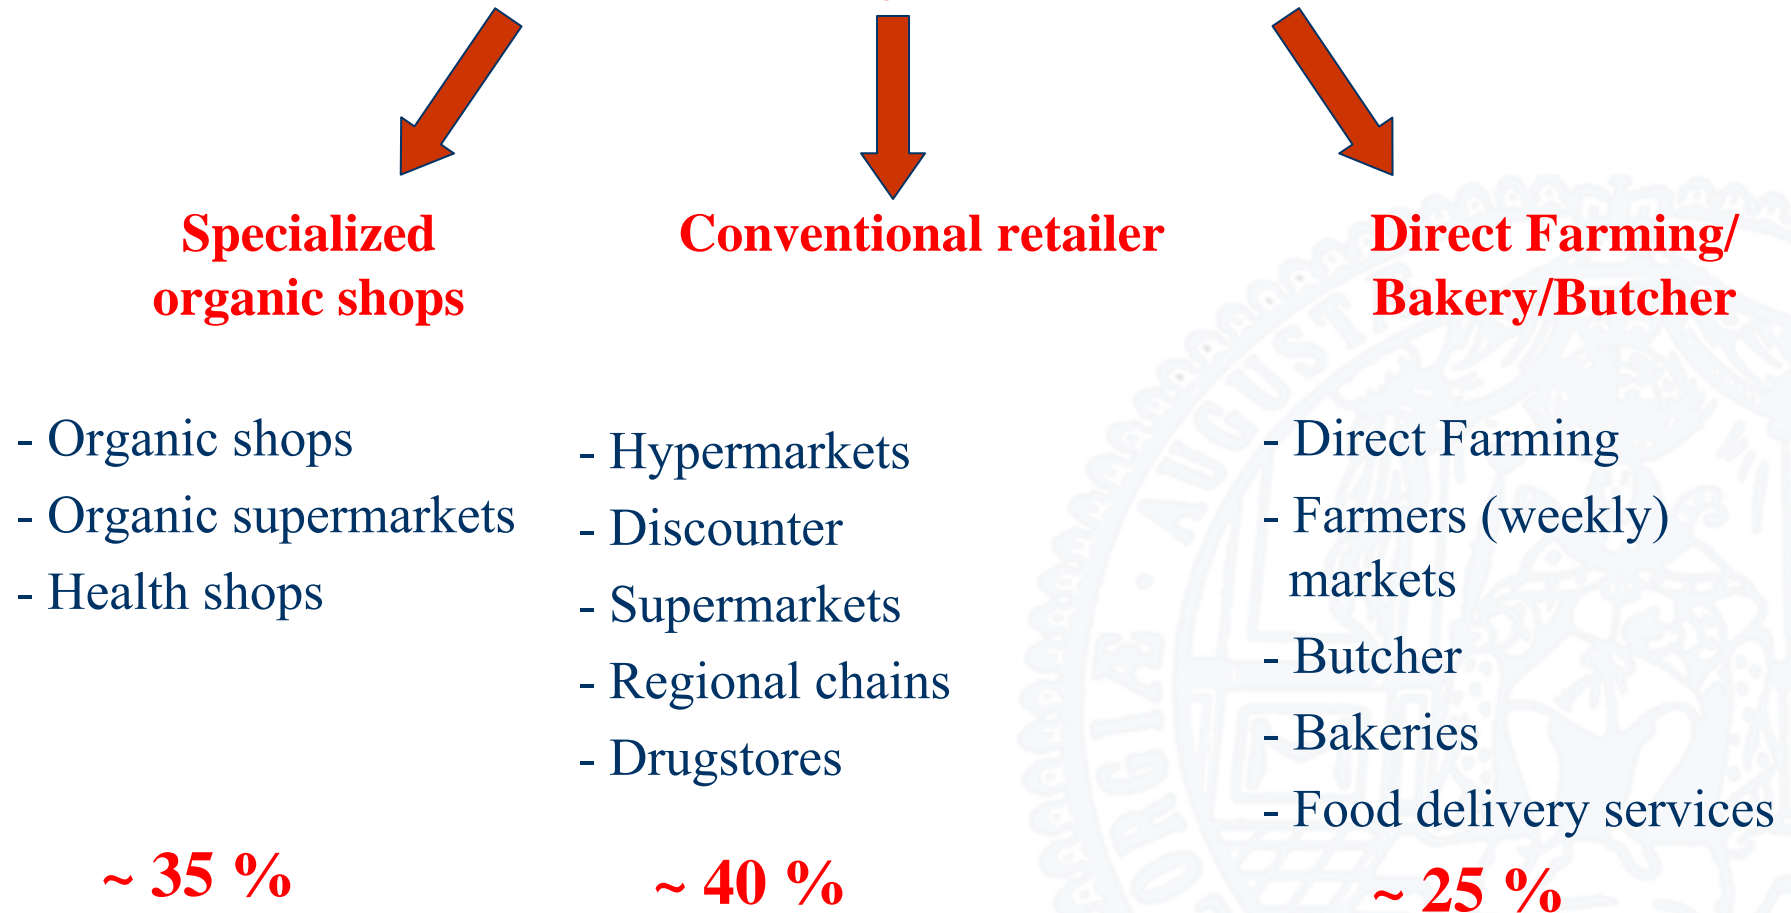 Specialized
organic shops
- Organic shops
- Organic supermarkets
- Health shops
~ 35 %
Conventional retailer
- Hypermarkets
- Discounter
- Supermarkets
- Regional chains
- Drugstores
~ 40 %
Direct Farming/
Bakery/Butcher
- Direct Farming
- Farmers (weekly)
markets
- Butcher
- Bakeries
- Food delivery services
~ 25 %